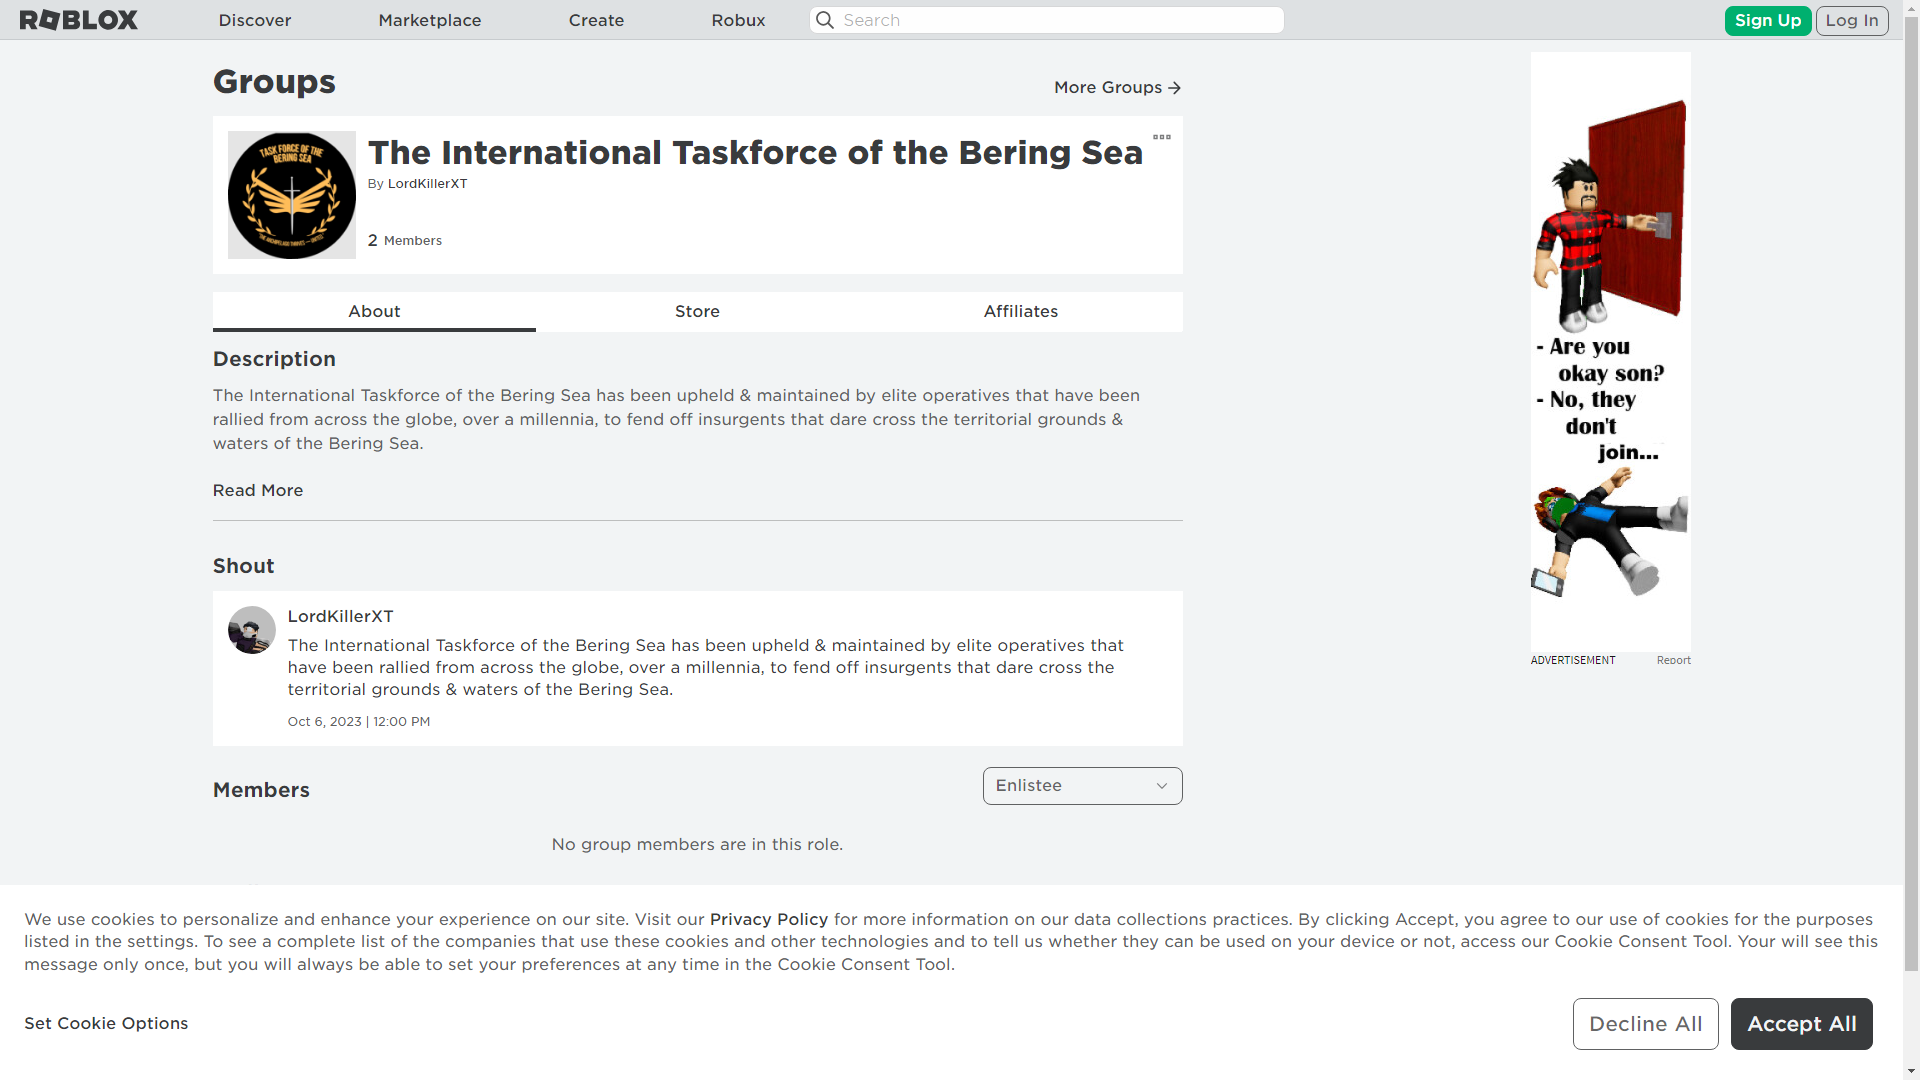 ROBLOX
Discover
Marketplace
Create
Robux
Search
Sign Up
Log In
Groups
More Groups
TASK FORCE OF THE
BERING SEA
The International Taskforce of the Bering Sea
By LordKillerXT
2 Members
About
Store
Affiliates
Description
The International Taskforce of the Bering Sea has been upheld & maintained by elite operatives that have been
rallied from across the globe, over a millennia, to fend off insurgents that dare cross the territorial grounds &
waters of the Bering Sea.
Read More
Shout
LordKillerXT
The International Taskforce of the Bering Sea has been upheld & maintained by elite operatives that
have been rallied from across the globe, over a millennia, to fend off insurgents that dare cross the
territorial grounds & waters of the Bering Sea.
Oct 6, 2023 | 12:00 PM
Members
Enlistee
No group members are in this role.
- Are you
okay son?
- No, they
don't
join...
ADVERTISEMENT
Report
We use cookies to personalize and enhance your experience on our site. Visit our Privacy Policy for more information on our data collections practices. By clicking Accept, you agree to our use of cookies for the purposes
listed in the settings. To see a complete list of the companies that use these cookies and other technologies and to tell us whether they can be used on your device or not, access our Cookie Consent Tool. Your will see this
message only once, but you will always be able to set your preferences at any time in the Cookie Consent Tool.
Set Cookie Options
Decline All
Accept All